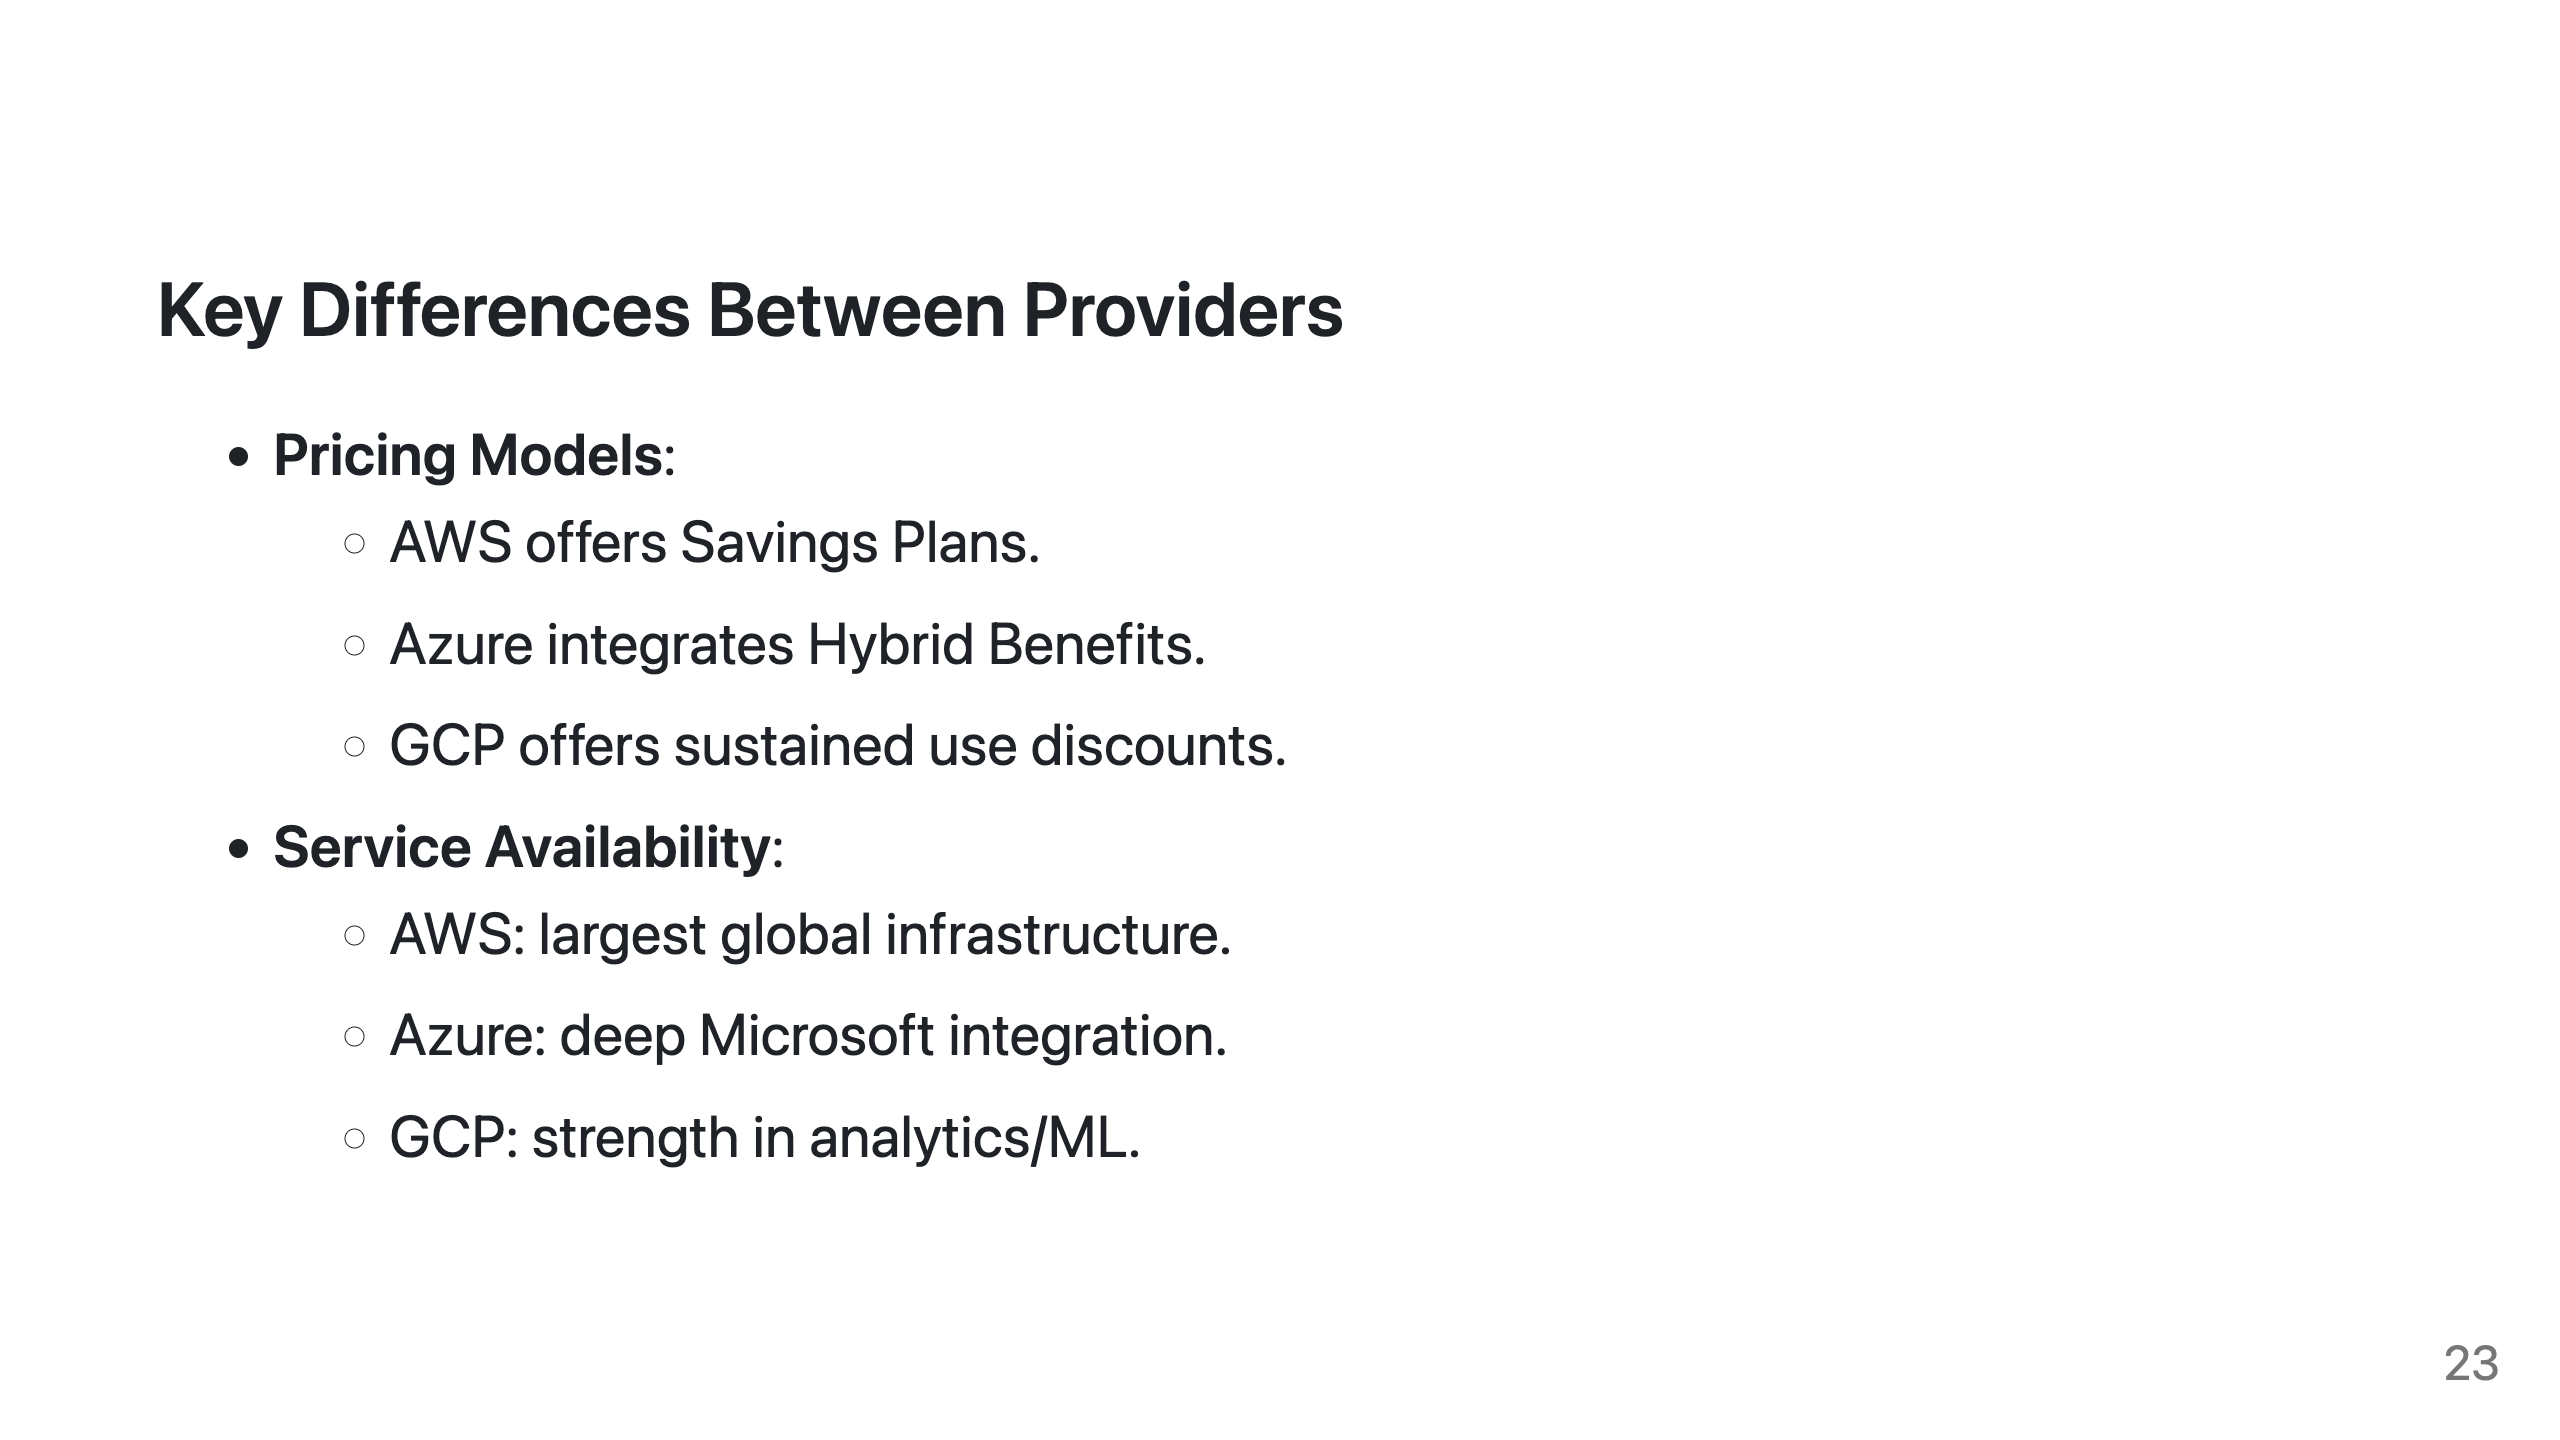 Key Differences Between Providers
• Pricing Models:
○ AWS offers Savings Plans.
○ Azure integrates Hybrid Benefits.
○ GCP offers sustained use discounts.
• Service Availability:
○ AWS: largest global infrastructure.
○ Azure: deep Microsoft integration.
○ GCP: strength in analytics/ML.
23